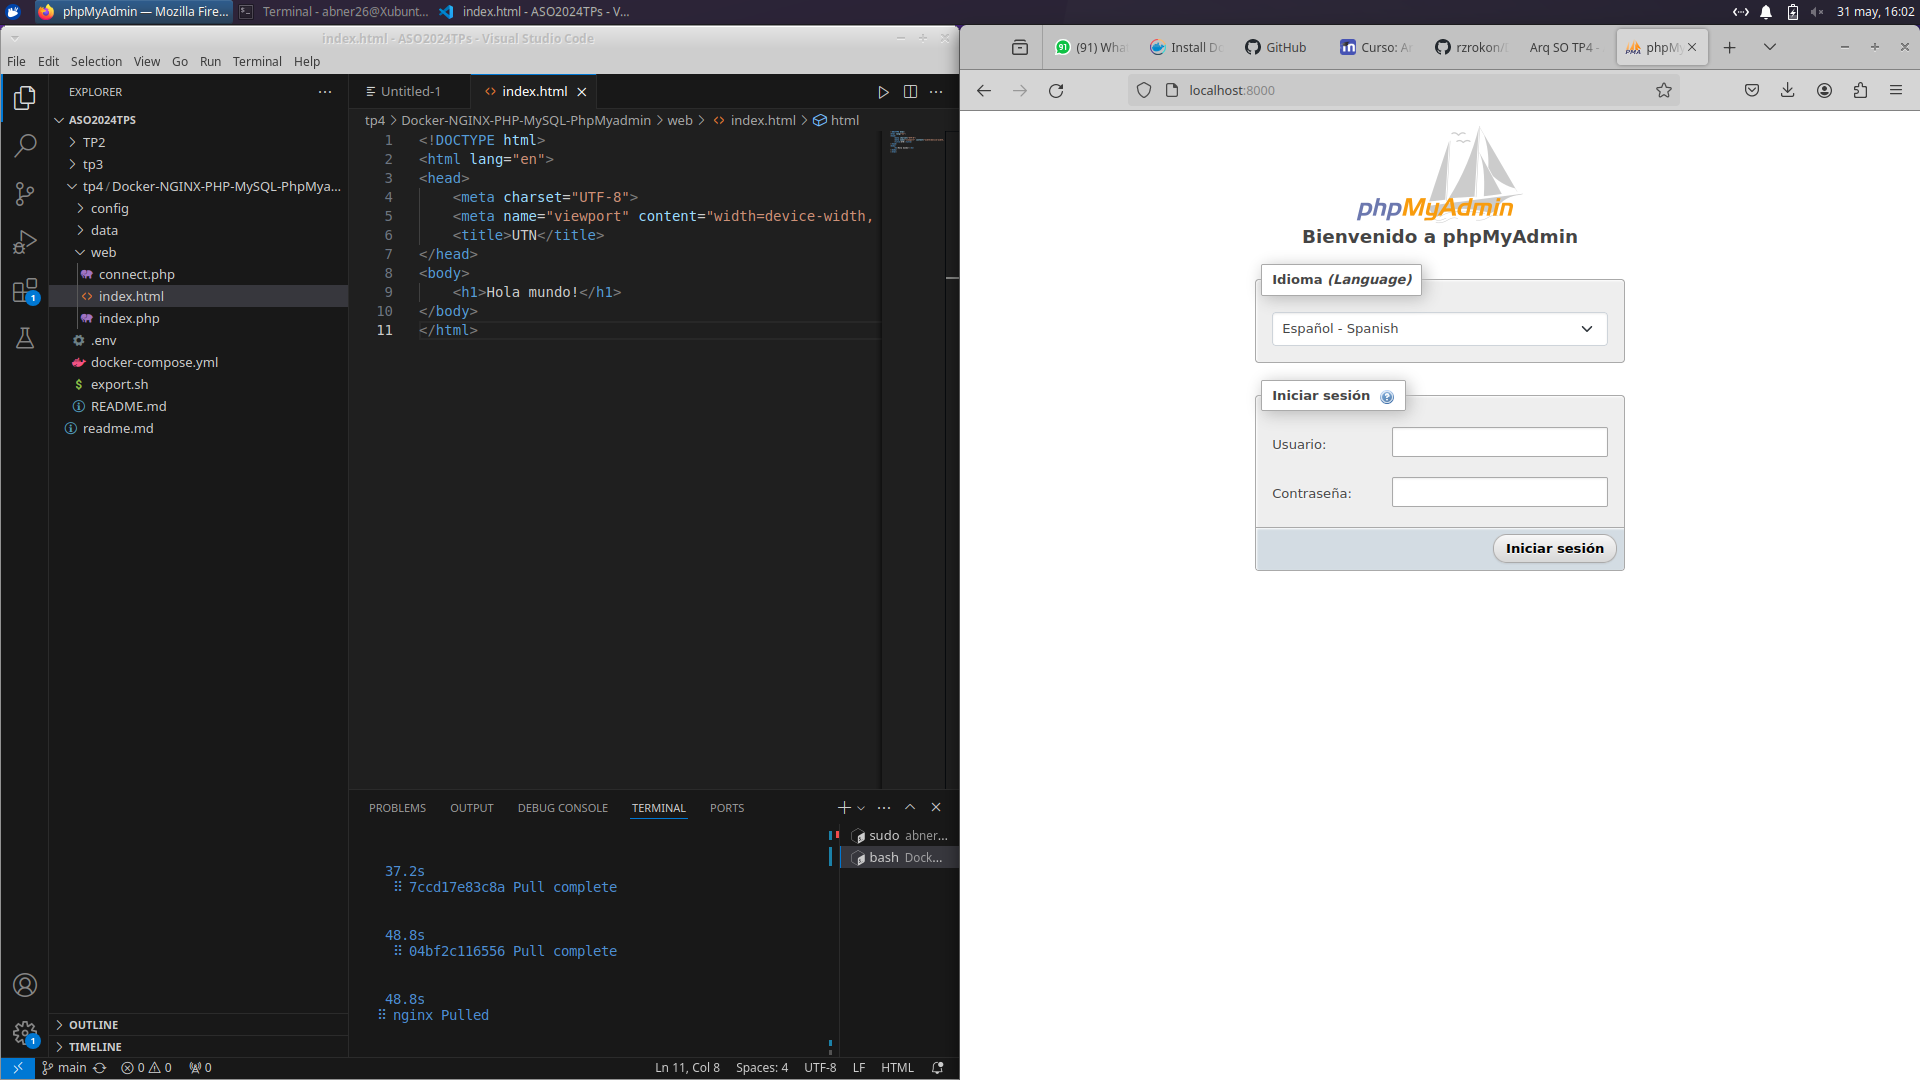 phpMyAdmin — Mozilla Fire...
Terminal - abner26@Xubunt...
index.html - ASO2024TPs - V...
31 may, 16:02
index.html - ASO2024TPs - Visual Studio Code
File Edit Selection View Go Run Terminal Help
EXPLORER
ASO2024TPS
TP2
tp3
tp4 / Docker-NGINX-PHP-MySQL-PhpMya...
config
data
web
connect.php
index.html
index.php
.env
docker-compose.yml
export.sh
README.md
readme.md
OUTLINE
TIMELINE
1
1
Untitled-1
index.html
tp4 > Docker-NGINX-PHP-MySQL-PhpMyadmin > web > index.html > html
1 <!DOCTYPE html>
2 <html lang="en">
3 <head>
4 <meta charset="UTF-8">
5 <meta name="viewport" content="width=device-width,
6 <title>UTN</title>
7 </head>
8 <body>
9 <h1>Hola mundo!</h1>
10 </body>
11 </html>
PROBLEMS OUTPUT DEBUG CONSOLE TERMINAL PORTS
37.2s
7ccd17e83c8a Pull complete
48.8s
04bf2c116556 Pull complete
48.8s
nginx Pulled
sudo abner...
bash Dock...
main 0 0 0
Ln 11, Col 8 Spaces: 4 UTF-8 LF HTML
(91) Wha
Install Do
GitHub
Curso: A
rzrokon/
Arq SO TP4 -
phpMy
localhost:8000
phpMyAdmin
Bienvenido a phpMyAdmin
Idioma (Language)
Español - Spanish
Iniciar sesión
Usuario:
Contraseña:
Iniciar sesión